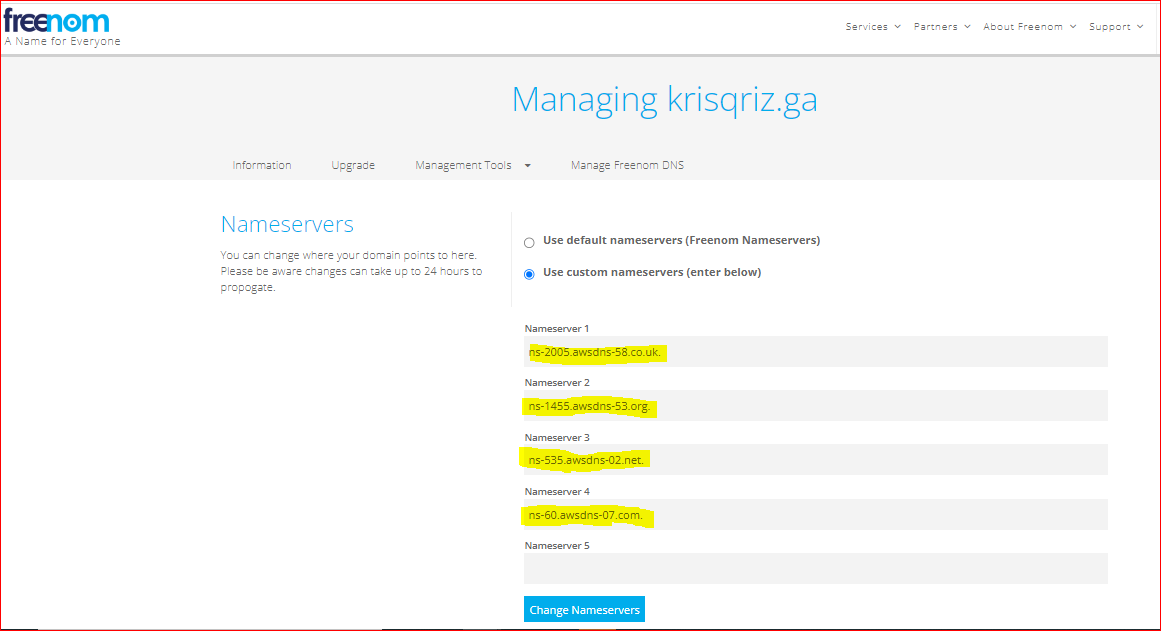 freenom
A Name for Everyone
Services Partners About Freenom Support
Managing krisqriz.ga
Information Upgrade Management Tools Manage Freenom DNS
Nameservers
You can change where your domain points to here.
Please be aware changes can take up to 24 hours to
propogate.
Use default nameservers (Freenom Nameservers)
Use custom nameservers (enter below)
Nameserver 1
ns-2005.awsdns-58.co.uk.
Nameserver 2
ns-1455.awsdns-53.org.
Nameserver 3
ns-535.awsdns-02.net.
Nameserver 4
ns-60.awsdns-07.com.
Nameserver 5
Change Nameservers